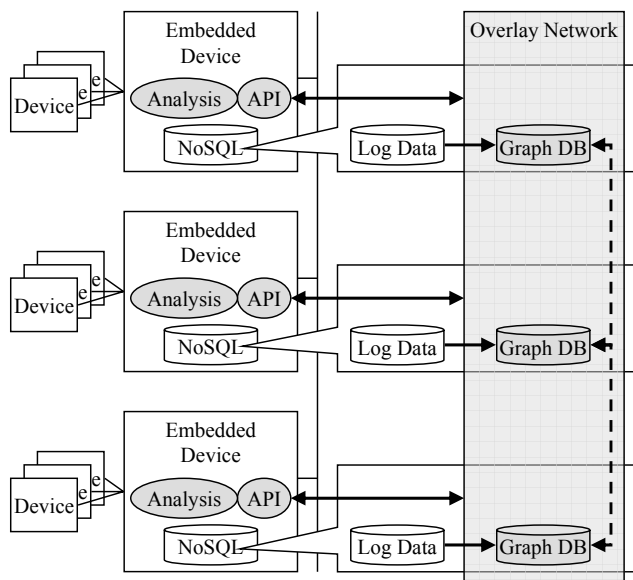 Embedded
Device
Overlay Network
e
e
Device
Analysis
API
NoSQL
Log Data
Graph DB
Embedded
Device
e
e
Device
Analysis
API
NoSQL
Log Data
Graph DB
Embedded
Device
e
e
Device
Analysis
API
NoSQL
Log Data
Graph DB